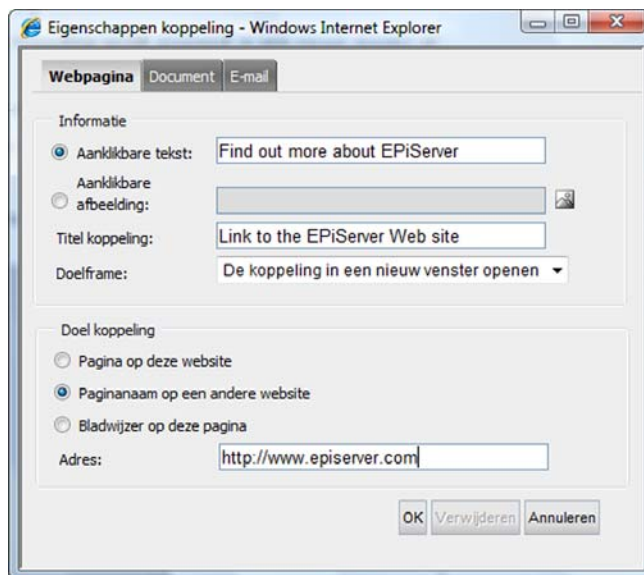 Eigenschappen koppeling - Windows Internet Explorer
Webpagina Document E-mail
Informatie
Aanklikbare tekst: Find out more about EPiServer
Aanklikbare
afbeelding:
Titel koppeling: Link to the EPiServer Web site
Doelframe: De koppeling in een nieuw venster openen
Doel koppeling
Pagina op deze website
Paginanaam op een andere website
Bladwijzer op deze pagina
Adres: http://www.episerver.com
OK Verwijderen Annuleren